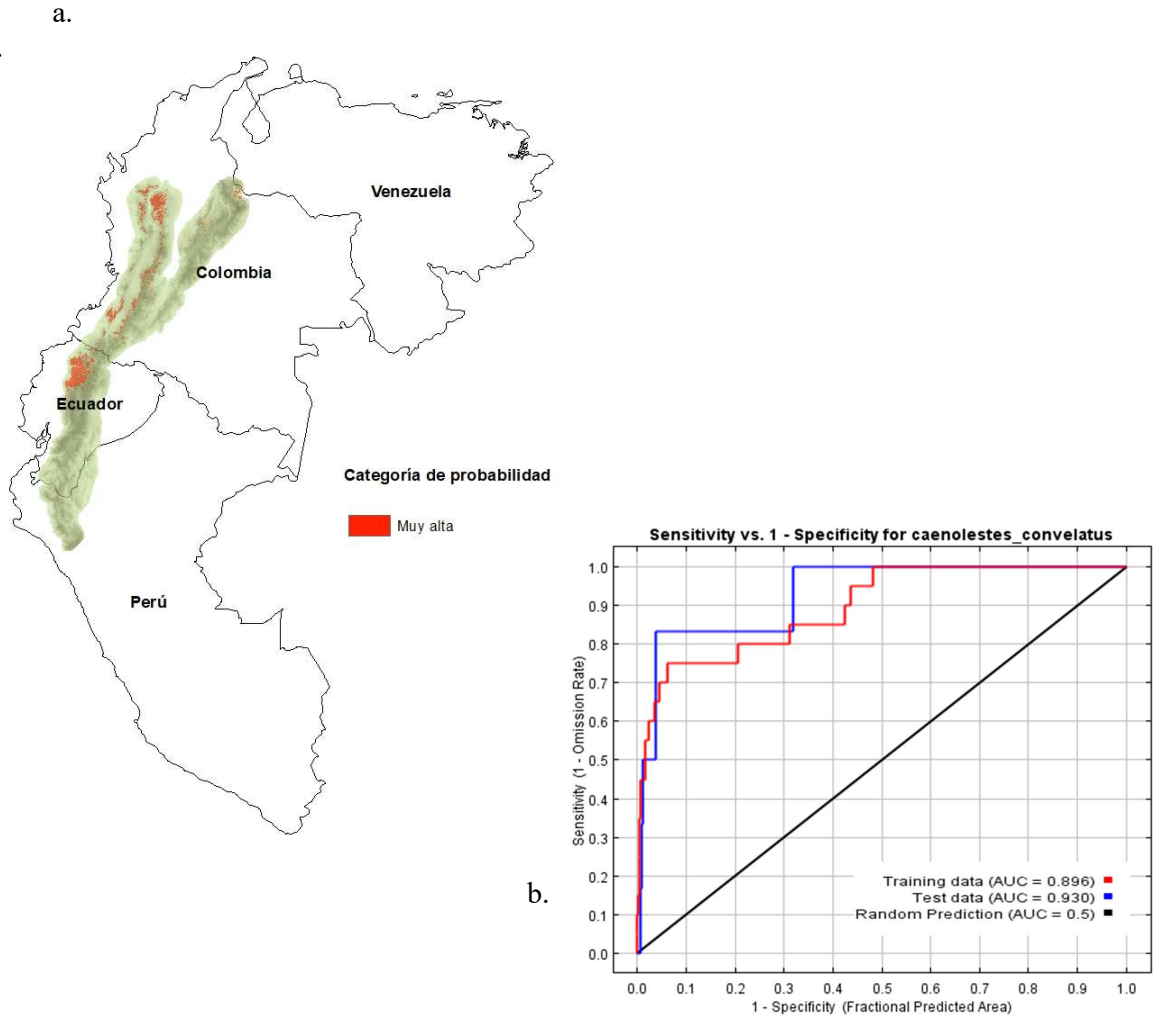 a.
Venezuela
Colombia
Ecuador
Categoría de probabilidad
Muy alta
Perú
b.
Sensitivity vs. 1 - Specificity for caenolestes_convelatus
Sensitivity (1 - Omission Rate)
1.0
0.9
0.8
0.7
0.6
0.5
0.4
0.3
0.2
0.1
0.0
Training data (AUC = 0.896)
Test data (AUC = 0.930)
Random Prediction (AUC = 0.5)
0.0 0.1 0.2 0.3 0.4 0.5 0.6 0.7 0.8 0.9 1.0
1 - Specificity (Fractional Predicted Area)